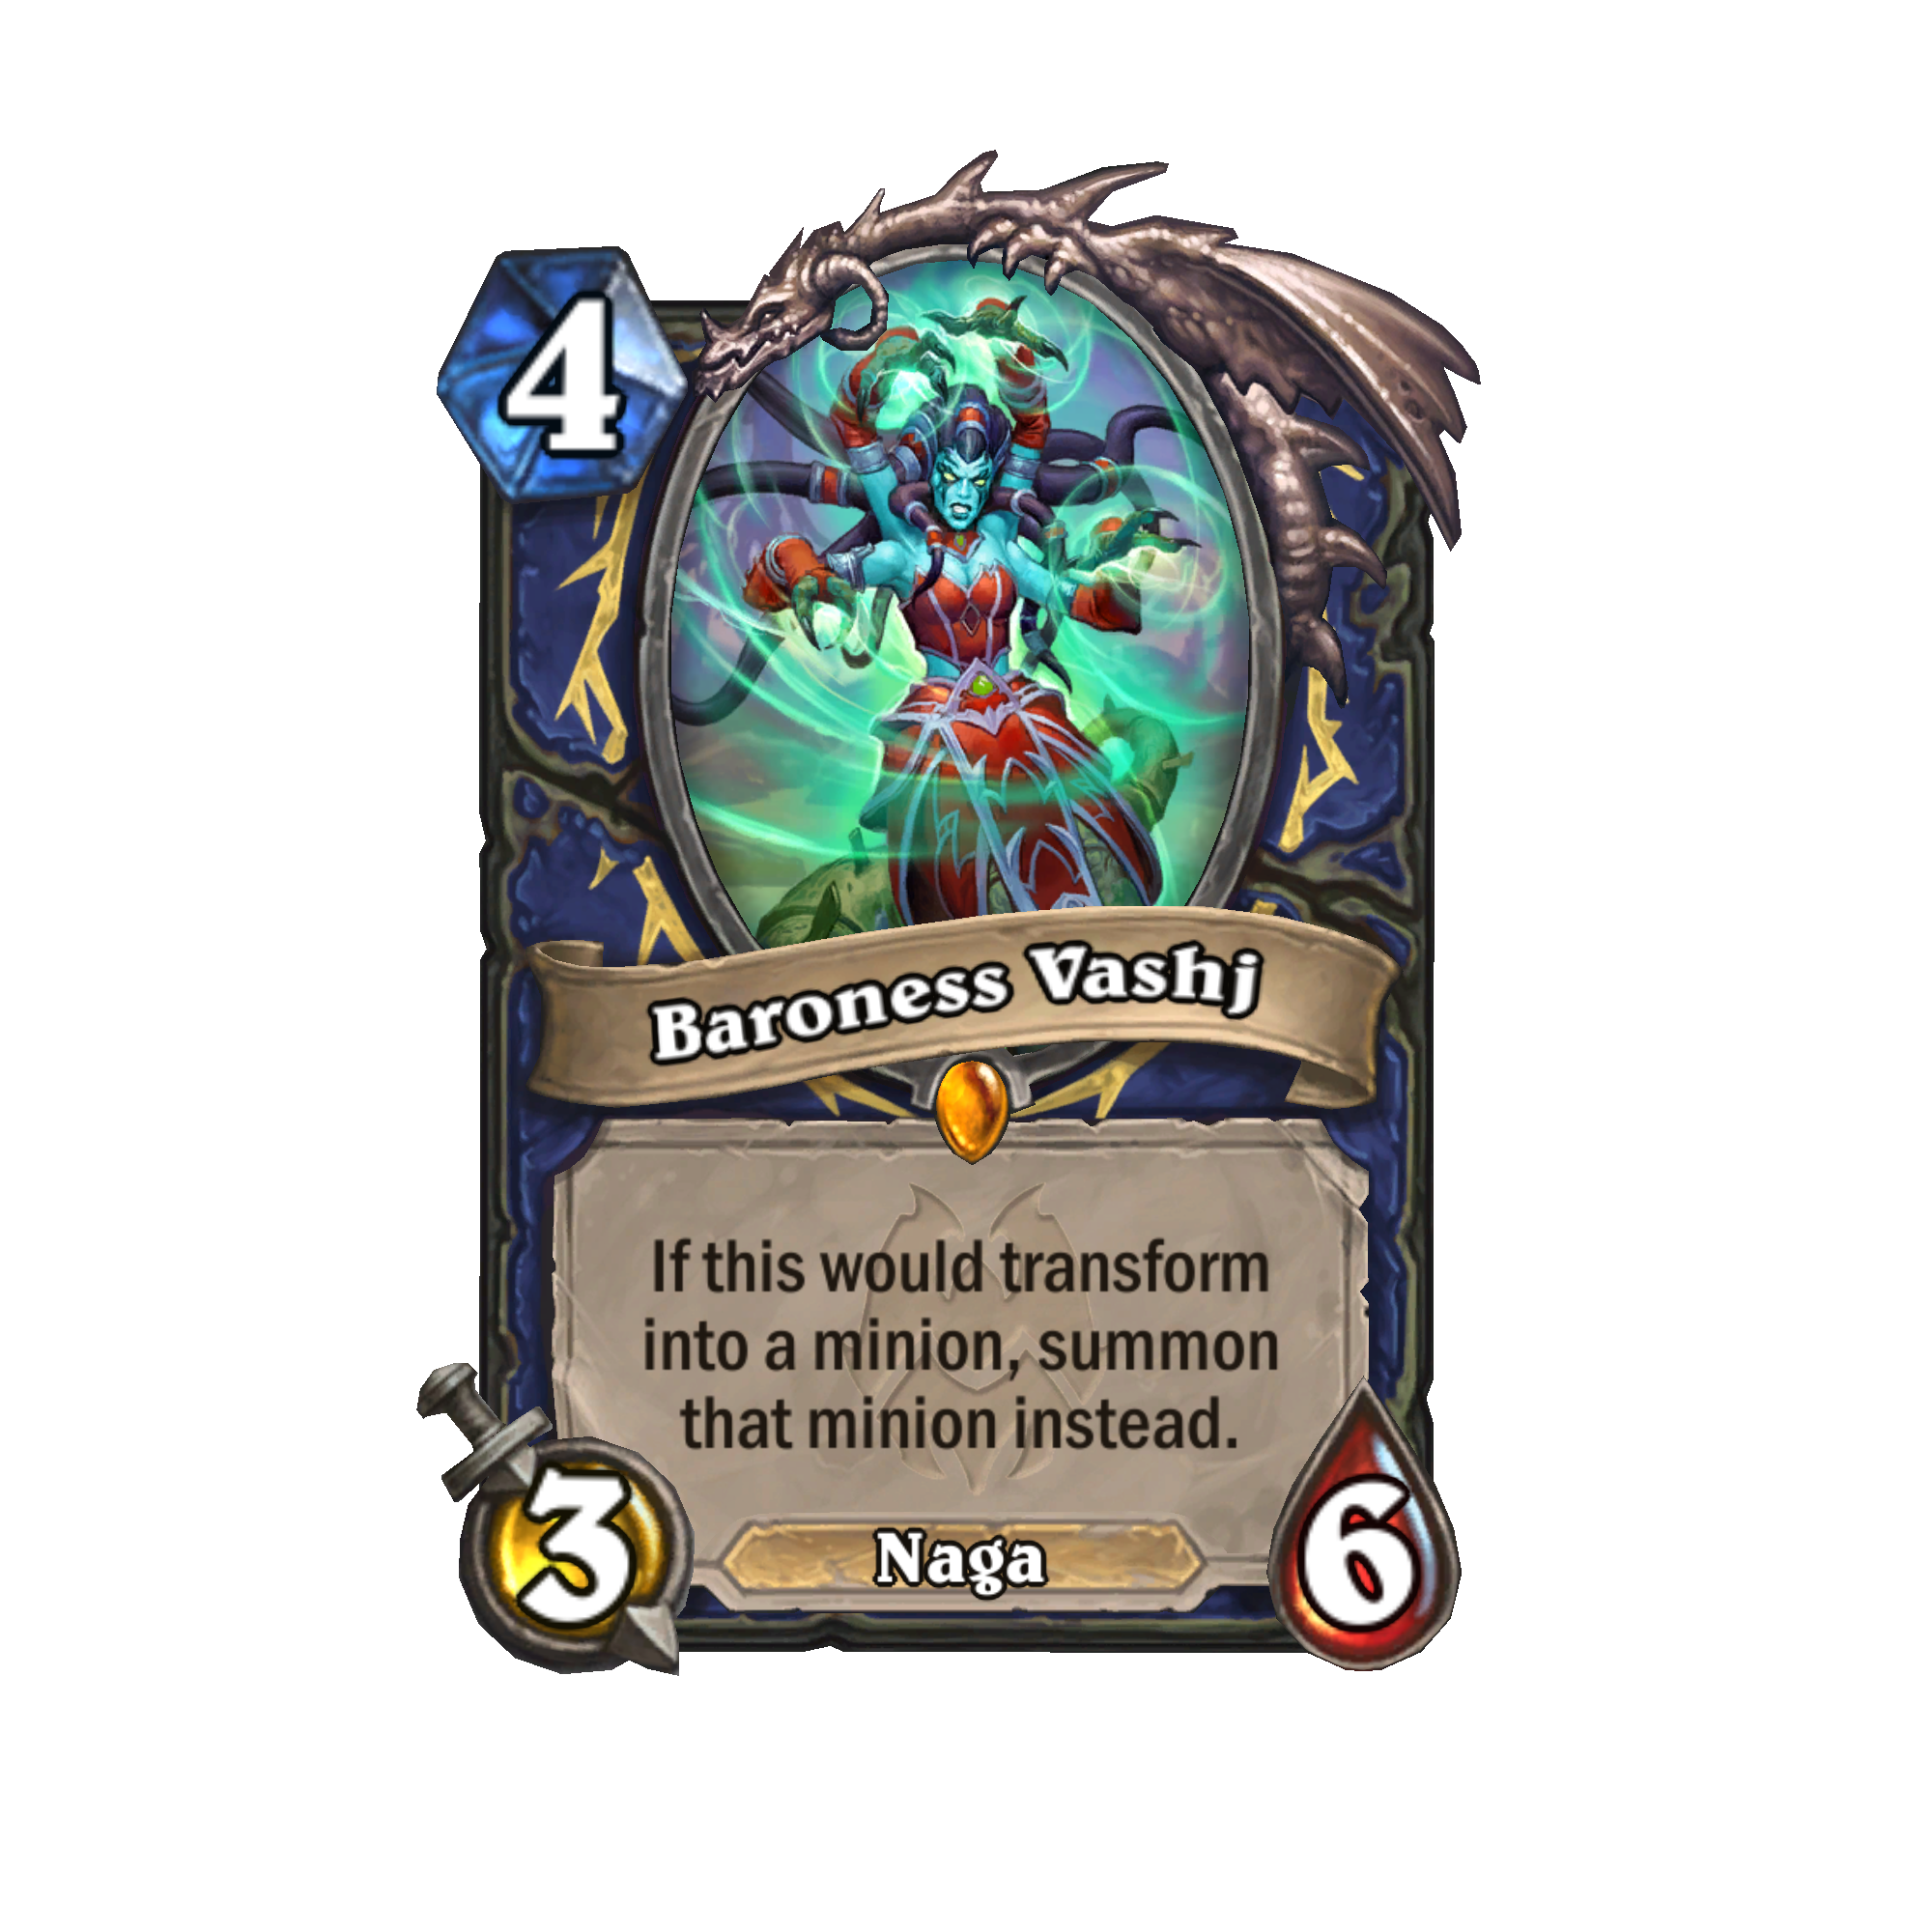 4
Baroness Vashj
If this would transform
into a minion, summon
that minion instead.
3
Naga
6